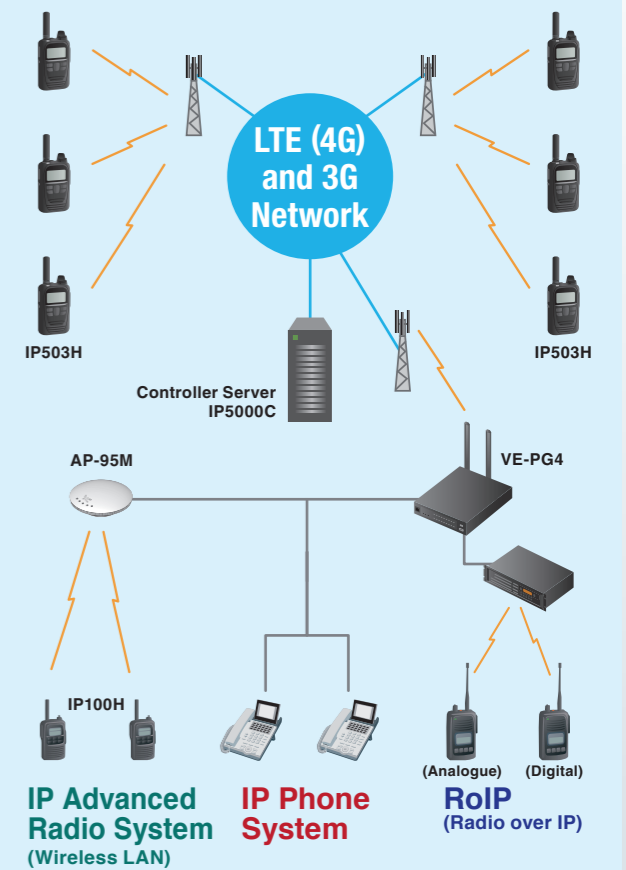 LTE (4G)
and 3G
Network
IP503H
IP503H
Controller Server
IP5000C
AP-95M
VE-PG4
IP100H
(Analogue)
(Digital)
IP Advanced
Radio System
(Wireless LAN)
IP Phone
System
RoIP
(Radio over IP)